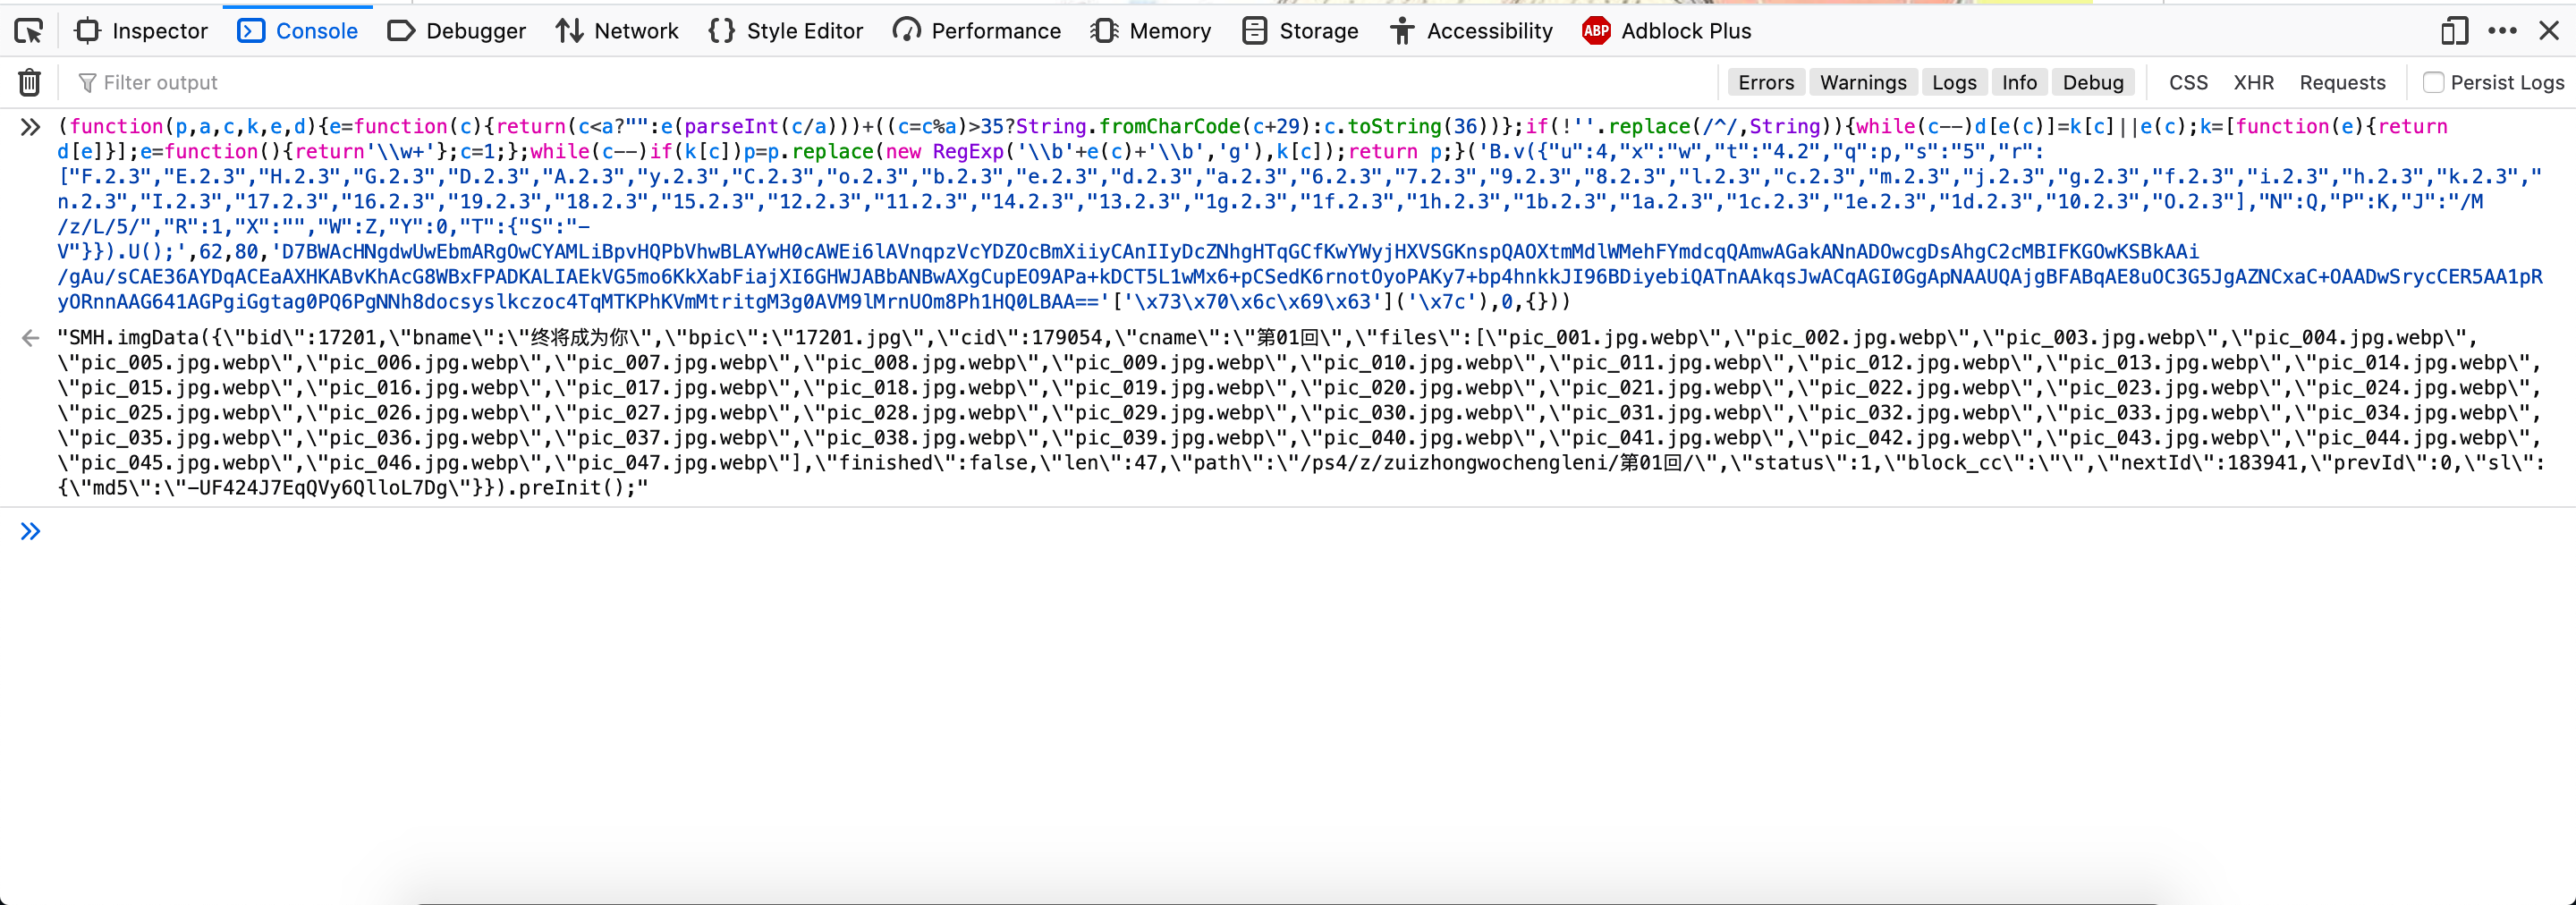 Inspector Console Debugger Network Style Editor Performance Memory Storage Accessibility ABP Adblock Plus
Filter output Errors Warnings Logs Info Debug CSS XHR Requests Persist Logs
(function(p,a,c,k,e,d){e=function(c){return(c<a?"":e(parseInt(c/a)))+((c=c%a)>35?String.fromCharCode(c+29):c.toString(36))};if(!''.replace(/^/,String)){while(c--)d[e(c)]=k[c]||e(c);k=[function(e){return
d[e]}];e=function(){return'\\w+'};c=1;};while(c--)if(k[c])p=p.replace(new RegExp('\\b'+e(c)+'\\b','g'),k[c]);return p;}('B.v({"u":4,"x":"w","t":"4.2","q":p,"s":"5","r":
["F.2.3","E.2.3","H.2.3","G.2.3","D.2.3","A.2.3","y.2.3","C.2.3","o.2.3","b.2.3","e.2.3","d.2.3","a.2.3","6.2.3","7.2.3","9.2.3","8.2.3","l.2.3","c.2.3","m.2.3","j.2.3","g.2.3","f.2.3","i.2.3","h.2.3","k.2.3","
n.2.3","I.2.3","17.2.3","16.2.3","19.2.3","18.2.3","15.2.3","12.2.3","11.2.3","14.2.3","13.2.3","1g.2.3","1f.2.3","1h.2.3","1b.2.3","1a.2.3","1c.2.3","1e.2.3","1d.2.3","10.2.3","O.2.3"],"N":Q,"P":K,"J":"/M
/z/L/5/","R":1,"X":"","W":Z,"Y":0,"T":{"S":"-
V"}}).U();',62,80,'D7BWAcHNgdwUwEbmARgOwCYAMLiBpvHQPbVhwBLAYwH0cAWEi6lAVnqpzVcYDZOcBmXiiyCAnIIyDcZNhgHTqGCfKwYWyjHXVSGKnspQAOXtmMdlWMehFYmdcqQAmwAGakANnADOwcgDsAhgC2cMBIFKGOwKSBkAAi
/gAu/sCAE36AYDqACEaAXHKABvKhAcG8WBxFPADKALIAEkVG5mo6KkXabFiajXI6GHWJABbANBwAXgCupEO9APa+kDCT5L1wMx6+pCSedK6rnotOyoPAKy7+bp4hnkkJI96BDiyebiQATnAAkqsJwACqAGI0GgApNAAUQAjgBFABgAE8uOC3G5JgAZNCxaC+OAADwSrycCER5AA1pR
yORnnAAG641AGPgiGgtag0PQ6PgNNh8docsyslkczoc4TqMTKPhKVmMtritgM3g0AVM9lMrnUOm8Ph1HQ0LBAA=='['\x73\x70\x6c\x69\x63']('\x7c'),0,{}))
"SMH.imgData({\"bid\":17201,\"bname\":\"终将成为你\",\"bpic\":\"17201.jpg\",\"cid\":179054,\"cname\":\"第01回\",\"files\":[\"pic_001.jpg.webp\",\"pic_002.jpg.webp\",\"pic_003.jpg.webp\",\"pic_004.jpg.webp\",
\"pic_005.jpg.webp\",\"pic_006.jpg.webp\",\"pic_007.jpg.webp\",\"pic_008.jpg.webp\",\"pic_009.jpg.webp\",\"pic_010.jpg.webp\",\"pic_011.jpg.webp\",\"pic_012.jpg.webp\",\"pic_013.jpg.webp\",\"pic_014.jpg.webp\",
\"pic_015.jpg.webp\",\"pic_016.jpg.webp\",\"pic_017.jpg.webp\",\"pic_018.jpg.webp\",\"pic_019.jpg.webp\",\"pic_020.jpg.webp\",\"pic_021.jpg.webp\",\"pic_022.jpg.webp\",\"pic_023.jpg.webp\",\"pic_024.jpg.webp\",
\"pic_025.jpg.webp\",\"pic_026.jpg.webp\",\"pic_027.jpg.webp\",\"pic_028.jpg.webp\",\"pic_029.jpg.webp\",\"pic_030.jpg.webp\",\"pic_031.jpg.webp\",\"pic_032.jpg.webp\",\"pic_033.jpg.webp\",\"pic_034.jpg.webp\",
\"pic_035.jpg.webp\",\"pic_036.jpg.webp\",\"pic_037.jpg.webp\",\"pic_038.jpg.webp\",\"pic_039.jpg.webp\",\"pic_040.jpg.webp\",\"pic_041.jpg.webp\",\"pic_042.jpg.webp\",\"pic_043.jpg.webp\",\"pic_044.jpg.webp\",
\"pic_045.jpg.webp\",\"pic_046.jpg.webp\",\"pic_047.jpg.webp\"],\"finished\":false,\"len\":47,\"path\":\"/ps4/z/zuizhongwochengleni/第01回/\",\"status\":1,\"block_cc\":\"\",\"nextId\":183941,\"prevId\":0,\"sl\":
{\"md5\":\"-UF424J7EqQVy6QlloL7Dg\"}}).preInit();"